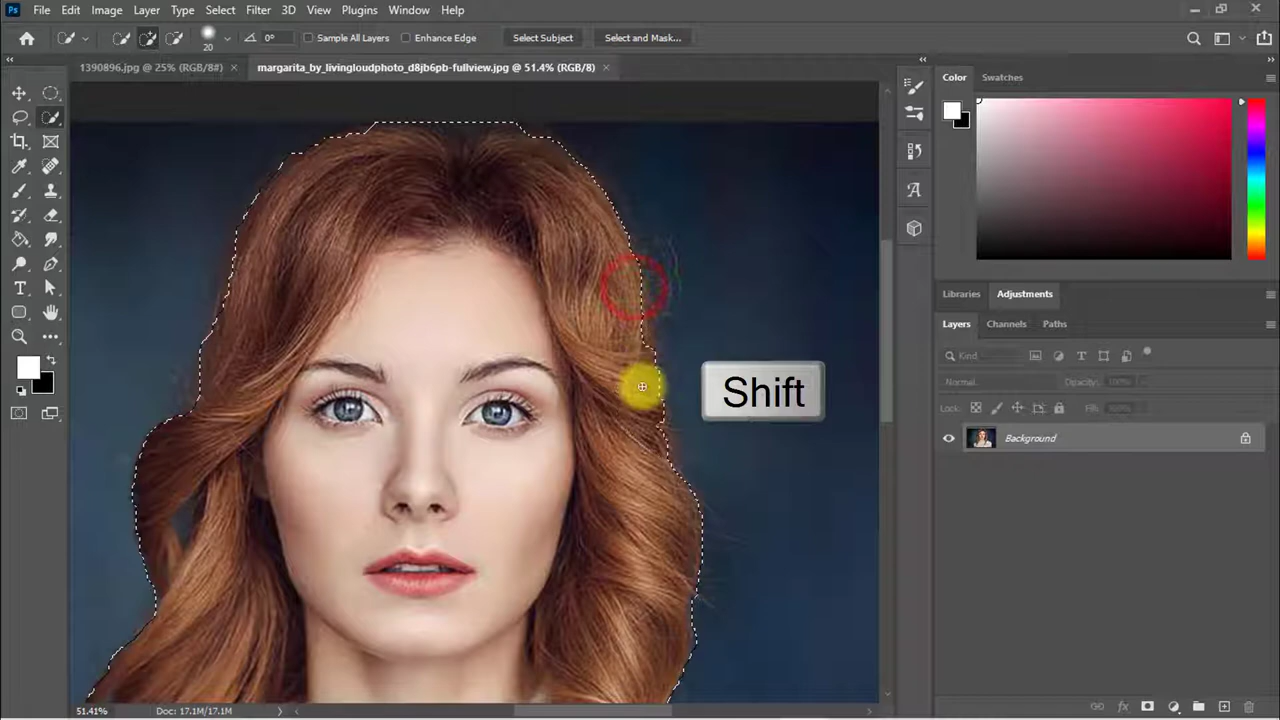 Ps File Edit Image Layer Type Select Filter 3D View Plugins Window Help
20 0° Sample All Layers Enhance Edge Select Subject Select and Mask...
1390896.jpg @ 25% (RGB/8#) × margarita_by_livingloudphoto_d8jb6pb-fullview.jpg @ 51.4% (RGB/8) ×
Color Swatches
Libraries Adjustments
Layers Channels Paths
Kind
Normal Opacity: 100%
Shift
Lock: Fill: 100%
Background
51.41% Doc: 17.1M/17.1M